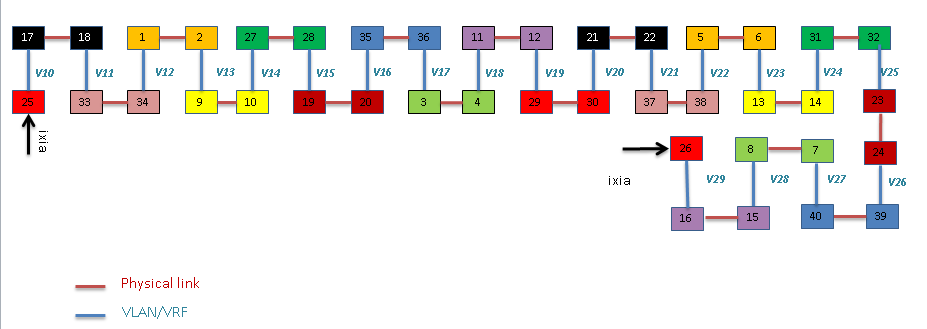 17 18 1 2 27 28 35 36 11 12 21 22 5 6 31 32
V10 V11 V12 V13 V14 V15 V16 V17 V18 V19 V20 V21 V22 V23 V24 V25
25 33 34 9 10 19 20 3 4 29 30 37 38 13 14 23
ixia
26 8 7 24
ixia V29 V28 V27 V26
16 15 40 39
Physical link
VLAN/VRF